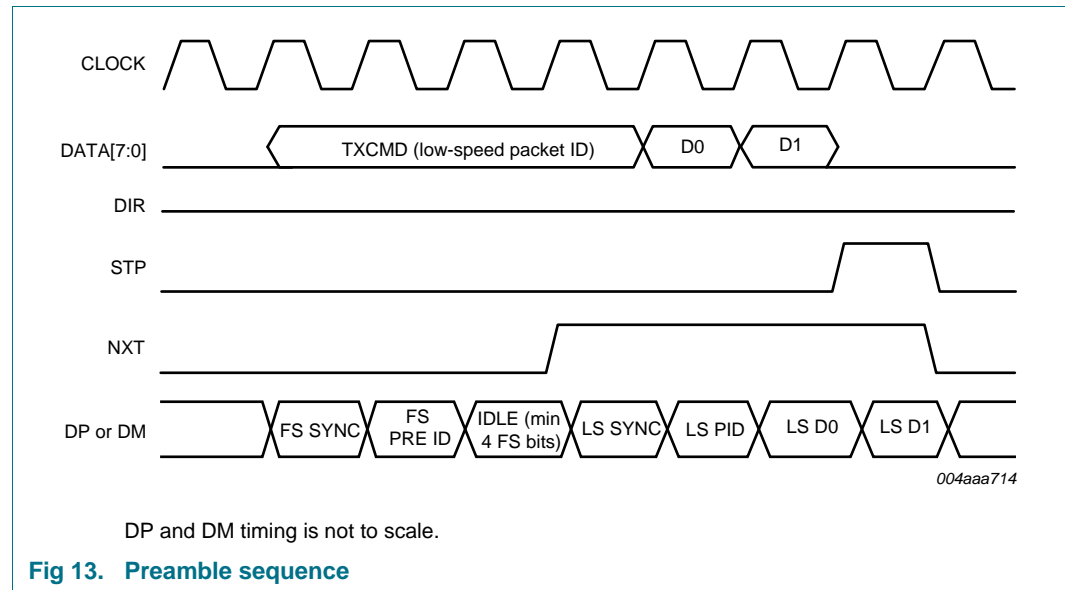 CLOCK
DATA[7:0]
TXCMD (low-speed packet ID)
D0
D1
DIR
STP
NXT
DP or DM
FS SYNC
FS
PRE ID
IDLE (min
4 FS bits)
LS SYNC
LS PID
LS D0
LS D1
004aaa714
DP and DM timing is not to scale.
Fig 13. Preamble sequence